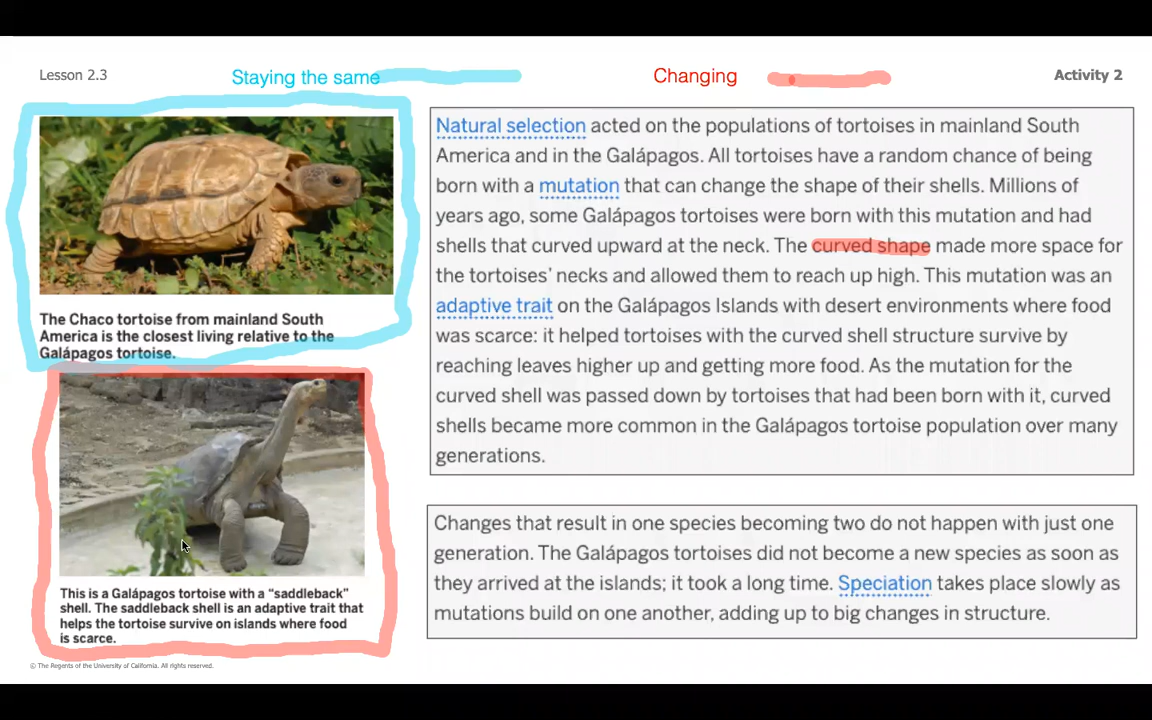 Lesson 2.3
Staying the same
Changing
Activity 2
The Chaco tortoise from mainland South
America is the closest living relative to the
Galápagos tortoise.
This is a Galápagos tortoise with a “saddleback”
shell. The saddleback shell is an adaptive trait that
helps the tortoise survive on islands where food
is scarce.
Natural selection acted on the populations of tortoises in mainland South
America and in the Galápagos. All tortoises have a random chance of being
born with a mutation that can change the shape of their shells. Millions of
years ago, some Galápagos tortoises were born with this mutation and had
shells that curved upward at the neck. The curved shape made more space for
the tortoises’ necks and allowed them to reach up high. This mutation was an
adaptive trait on the Galápagos Islands with desert environments where food
was scarce: it helped tortoises with the curved shell structure survive by
reaching leaves higher up and getting more food. As the mutation for the
curved shell was passed down by tortoises that had been born with it, curved
shells became more common in the Galápagos tortoise population over many
generations.
Changes that result in one species becoming two do not happen with just one
generation. The Galápagos tortoises did not become a new species as soon as
they arrived at the islands; it took a long time. Speciation takes place slowly as
mutations build on one another, adding up to big changes in structure.
© The Regents of the University of California. All rights reserved.